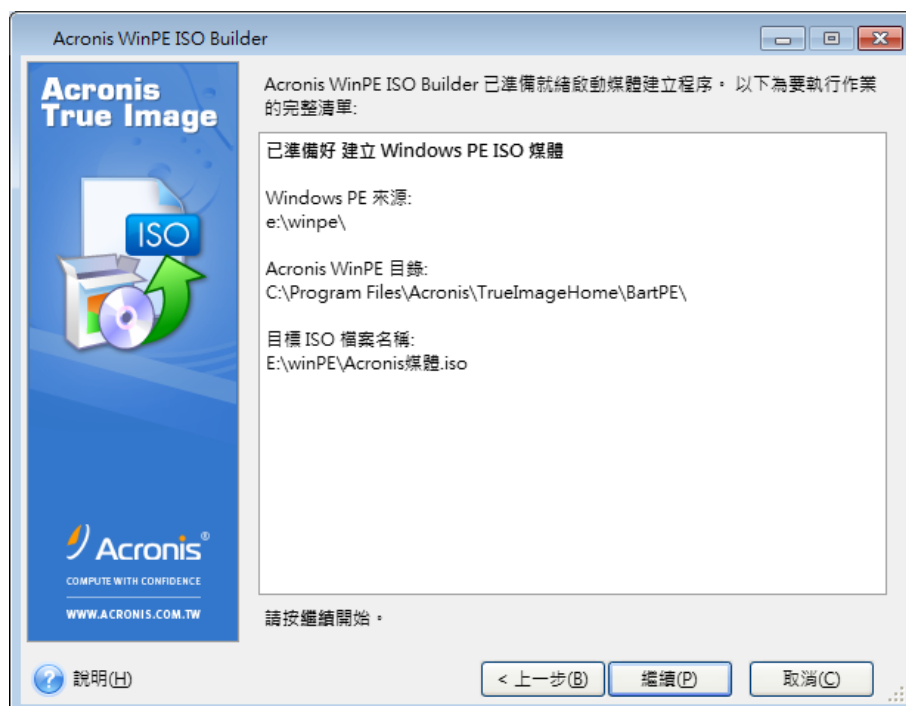 Acronis WinPE ISO Builder
Acronis
True Image
ISO
Acronis®
COMPUTE WITH CONFIDENCE
WWW.ACRONIS.COM.TW
Acronis WinPE ISO Builder 已準備就緒啟動媒體建立程序。 以下為要執行作業
的完整清單:
已準備好 建立 Windows PE ISO 媒體
Windows PE 來源:
e:\winpe\
Acronis WinPE 目錄:
C:\Program Files\Acronis\TrueImageHome\BartPE\
目標 ISO 檔案名稱:
E:\winPE\Acronis媒體.iso
請按繼續開始。
說明(H)
< 上一步(B)
繼續(P)
取消(C)